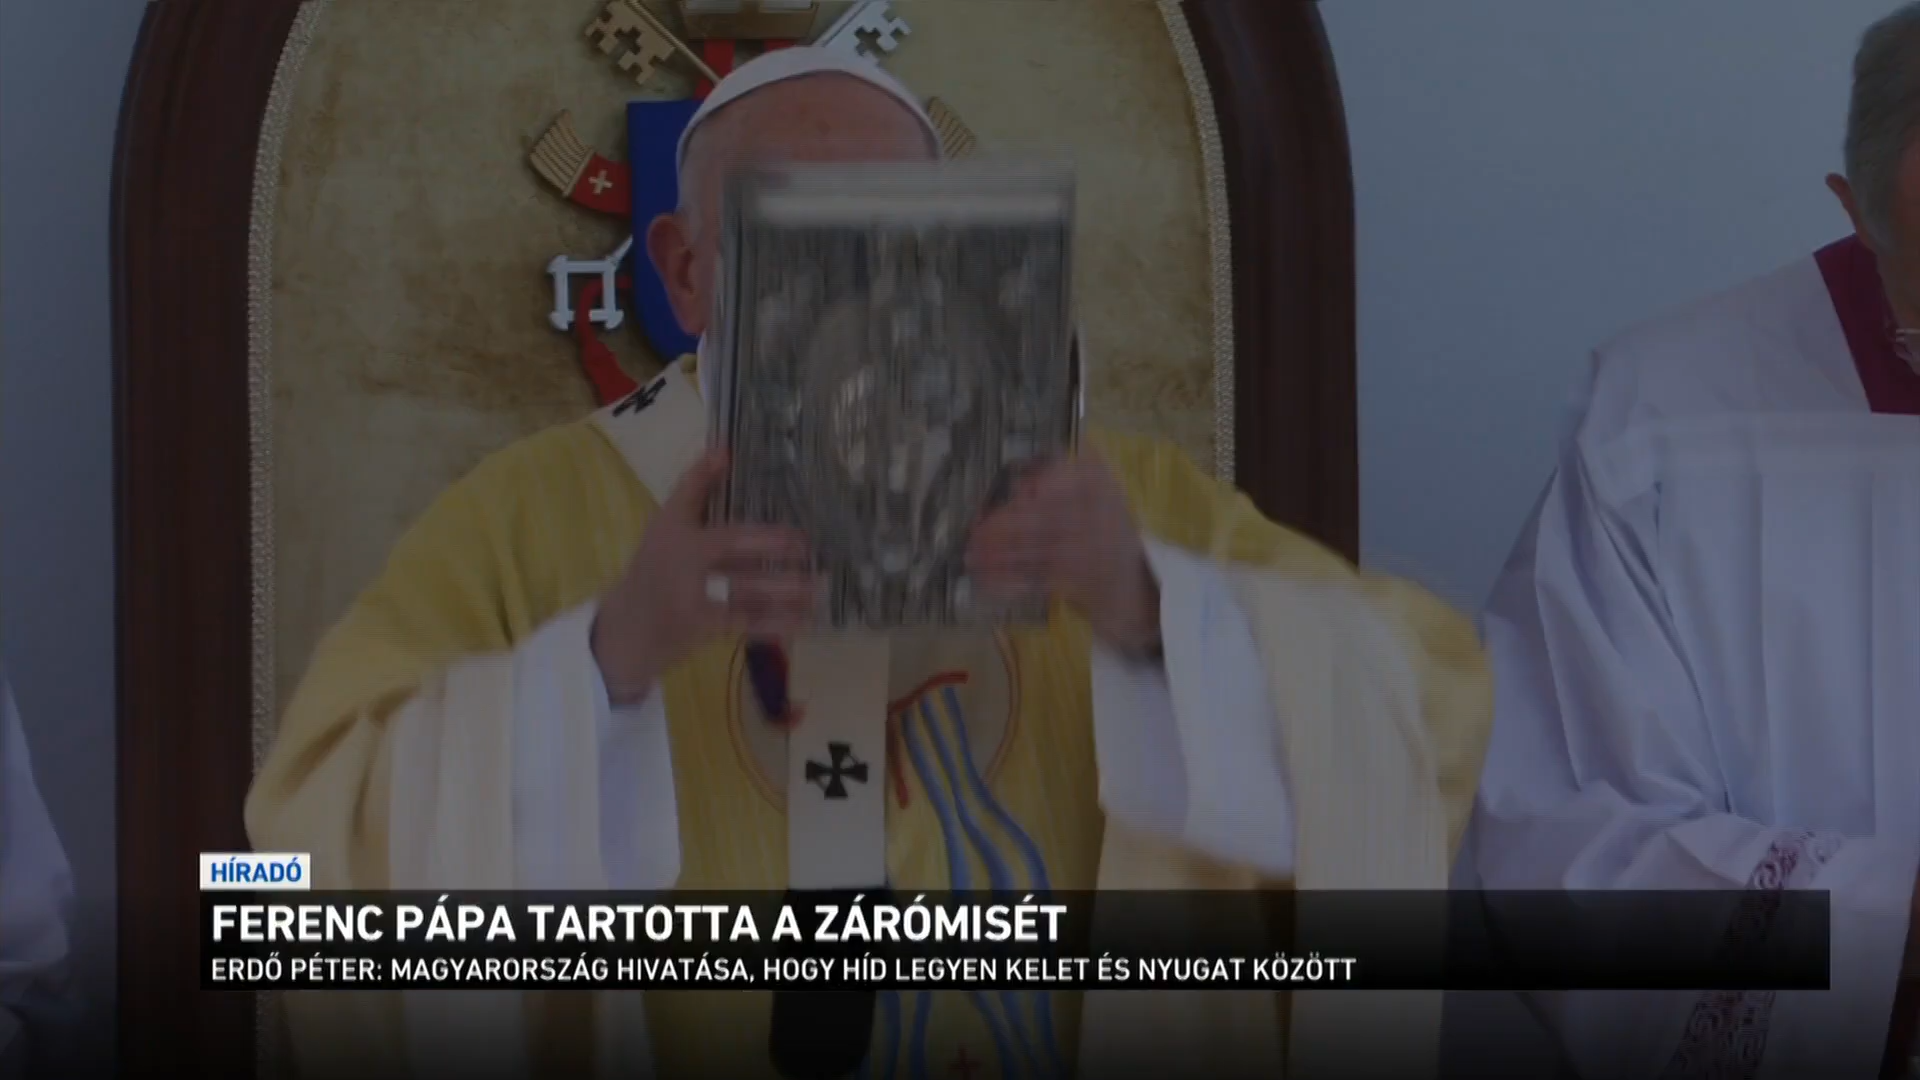 HÍRADÓ
FERENC PÁPA TARTOTTA A ZÁRÓMISÉT
ERDŐ PÉTER: MAGYARORSZÁG HIVATÁSA, HOGY HÍD LEGYEN KELET ÉS NYUGAT KÖZÖTT